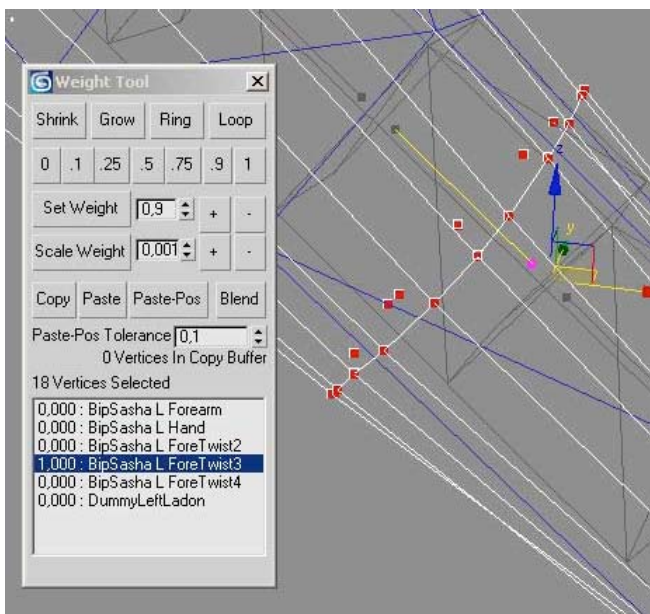 Weight Tool
Shrink Grow Ring Loop
0 .1 .25 .5 .75 .9 1
Set Weight 0,9 + -
Scale Weight 0,001 + -
Copy Paste Paste-Pos Blend
Paste-Pos Tolerance 0,1
0 Vertices In Copy Buffer
18 Vertices Selected
0,000 : BipSasha L Forearm
0,000 : BipSasha L Hand
0,000 : BipSasha L ForeTwist2
1,000 : BipSasha L ForeTwist3
0,000 : BipSasha L ForeTwist4
0,000 : DummyLeftLadon
z
y